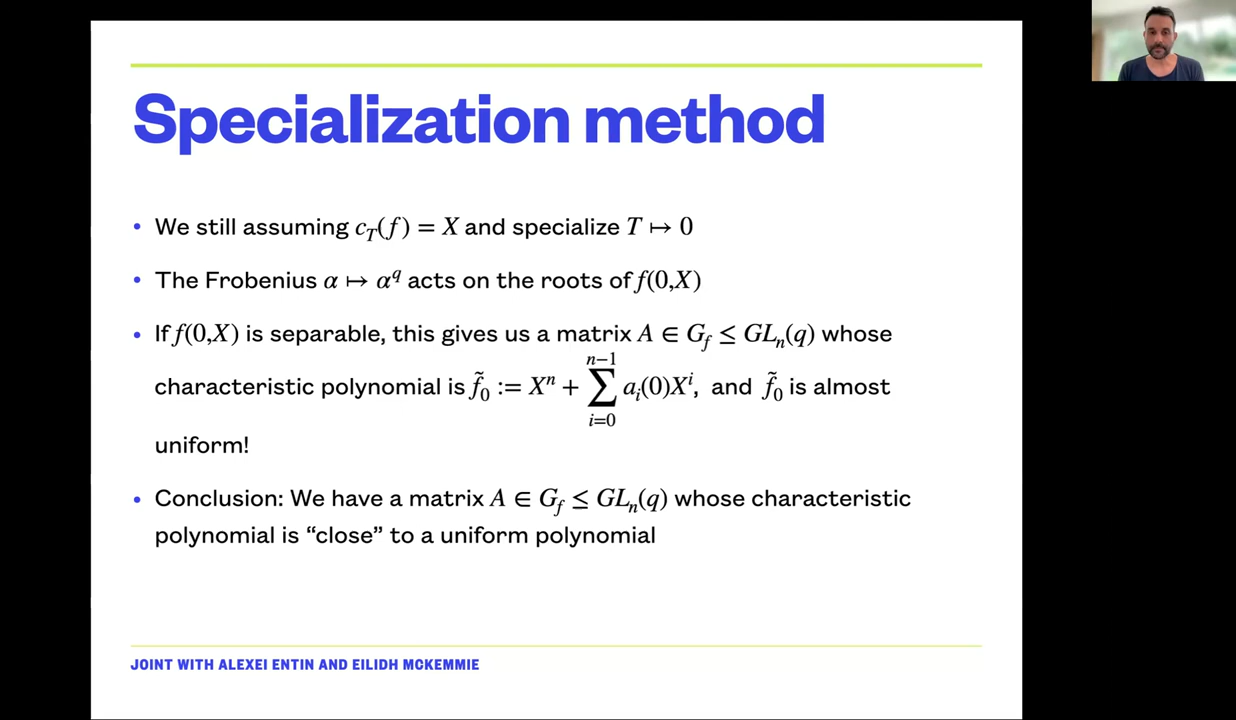 Specialization method
• We still assuming c_T(f) = X and specialize T ↦ 0
• The Frobenius α ↦ α^q acts on the roots of f(0,X)
• If f(0,X) is separable, this gives us a matrix A ∈ G_f ≤ GL_n(q) whose
characteristic polynomial is f̃_0 := X^n + ∑_{i=0}^{n−1} a_i(0)X^i, and f̃_0 is almost
uniform!
• Conclusion: We have a matrix A ∈ G_f ≤ GL_n(q) whose characteristic
polynomial is “close” to a uniform polynomial
JOINT WITH ALEXEI ENTIN AND EILIDH MCKEMMIE